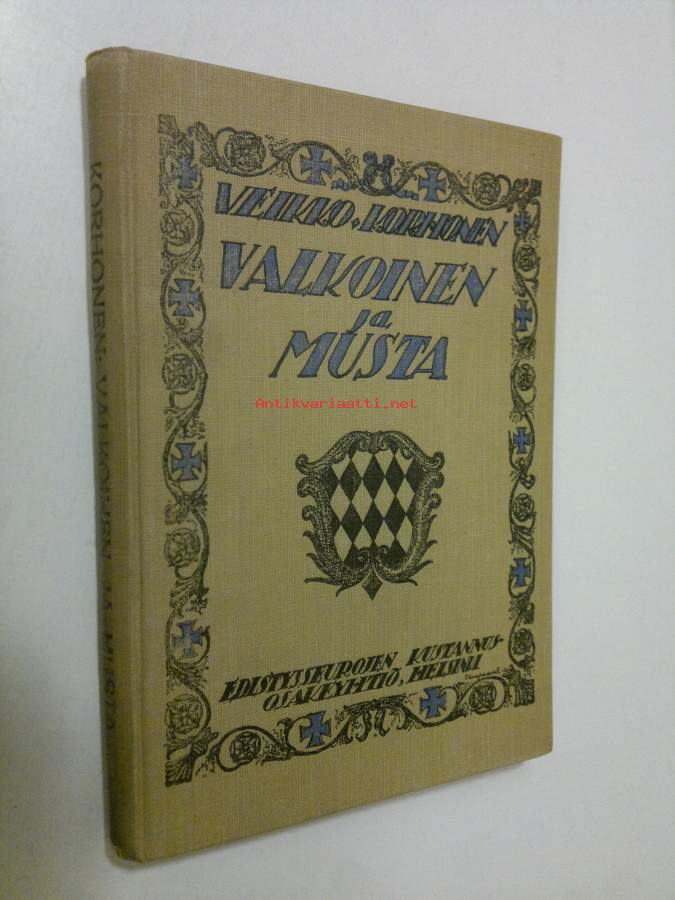 VEIKKO KORHONEN
VALKOINEN
ja
MUSTA
Antikvariaatti.net
EDISTYSSEUROJEN KUSTANNUS-
OSAKEYHTIÖ, HELSINKI
KORHONEN · VALKOINEN JA MUSTA